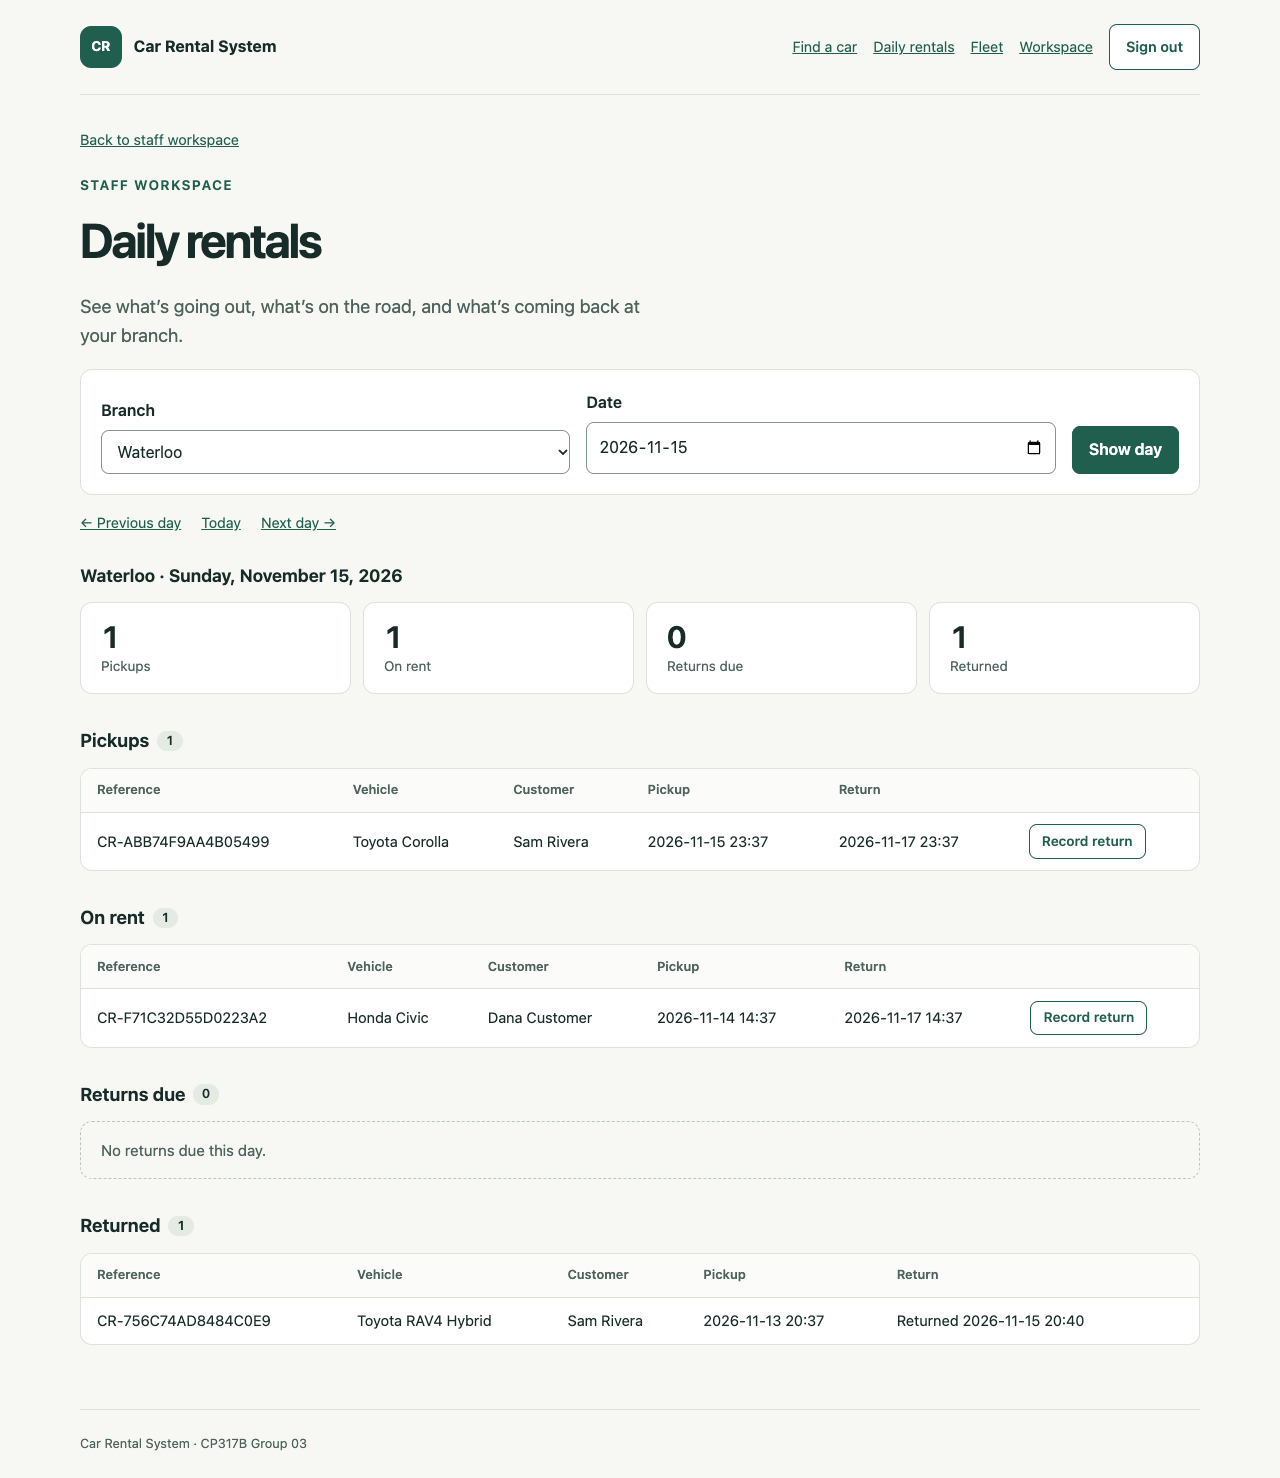 CR
Car Rental System
Find a car
Daily rentals
Fleet
Workspace
Sign out
Back to staff workspace
STAFF WORKSPACE
Daily rentals
See what's going out, what's on the road, and what's coming back at
your branch.
Branch
Date
Waterloo
2026-11-15
Show day
← Previous day
Today
Next day →
Waterloo · Sunday, November 15, 2026
1
Pickups
1
On rent
0
Returns due
1
Returned
Pickups 1
Reference Vehicle Customer Pickup Return
CR-ABB74F9AA4B05499 Toyota Corolla Sam Rivera 2026-11-15 23:37 2026-11-17 23:37 Record return
On rent 1
Reference Vehicle Customer Pickup Return
CR-F71C32D55D0223A2 Honda Civic Dana Customer 2026-11-14 14:37 2026-11-17 14:37 Record return
Returns due 0
No returns due this day.
Returned 1
Reference Vehicle Customer Pickup Return
CR-756C74AD8484C0E9 Toyota RAV4 Hybrid Sam Rivera 2026-11-13 20:37 Returned 2026-11-15 20:40
Car Rental System · CP317B Group 03